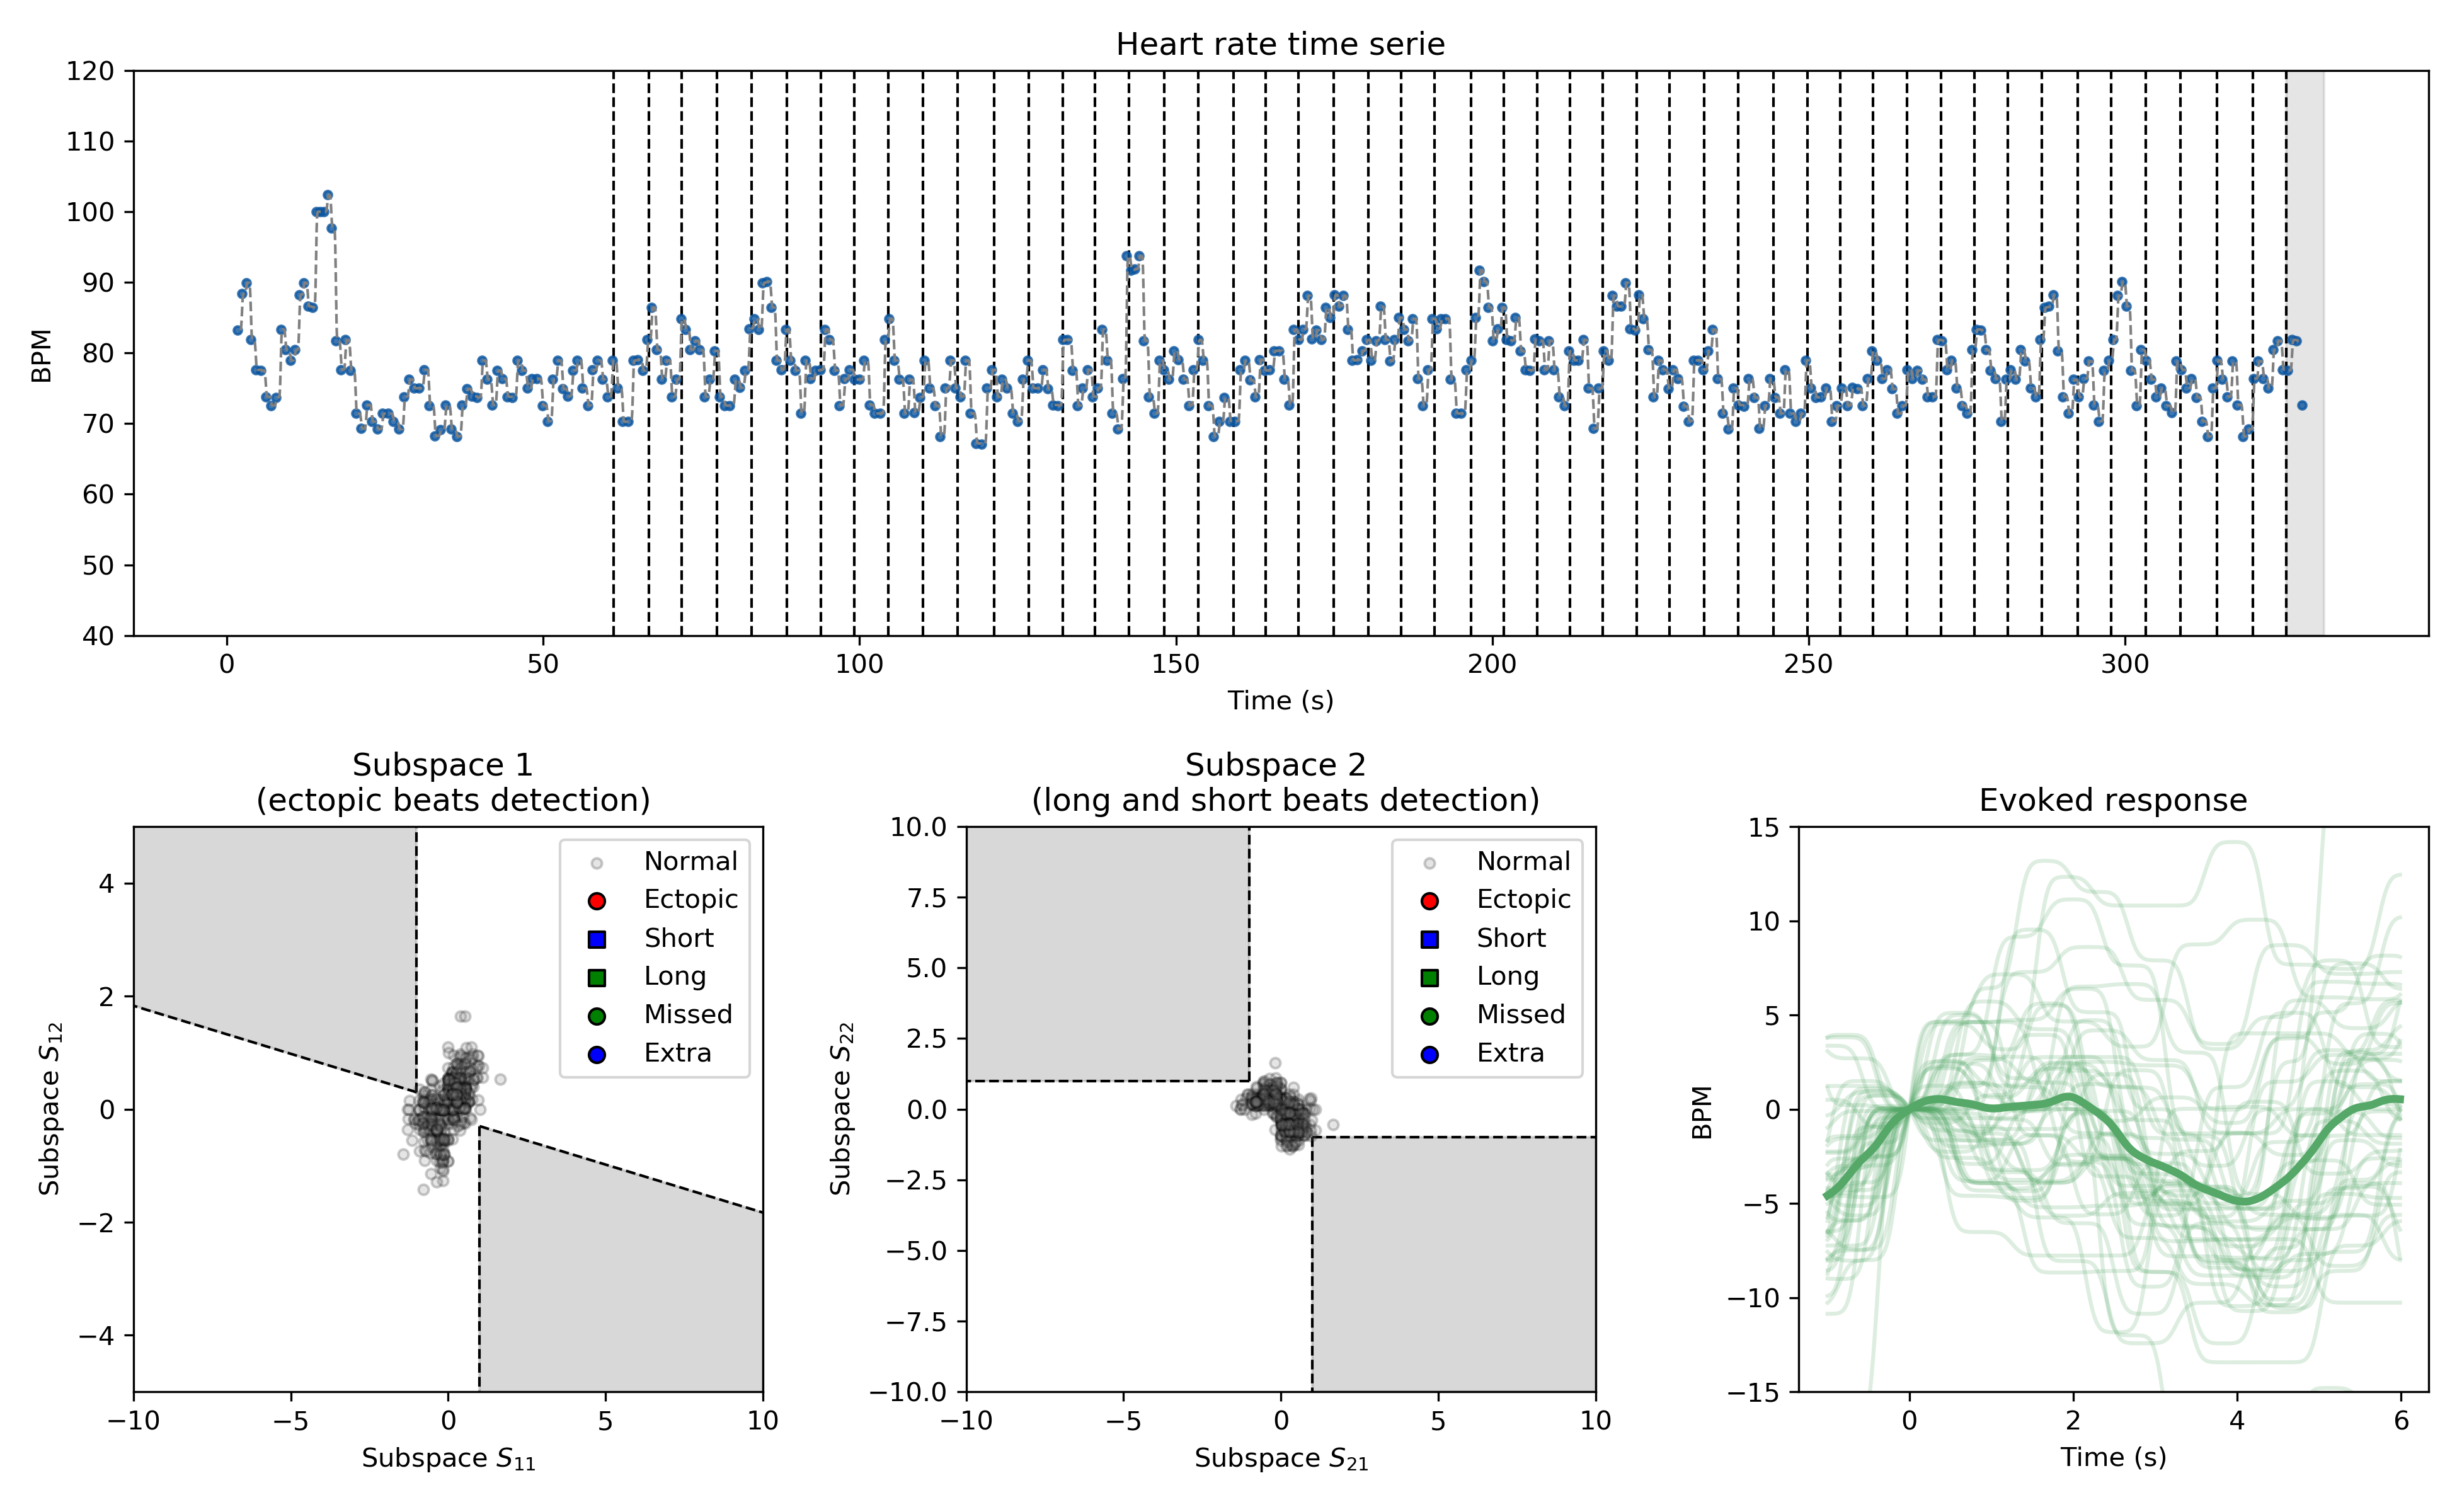 Heart rate time serie
120
110
100
90
80
70
60
50
40
BPM
0 50 100 150 200 250 300
Time (s)
Subspace 1
(ectopic beats detection)
4
2
0
−2
−4
Subspace S12
Normal
Ectopic
Short
Long
Missed
Extra
−10 −5 0 5 10
Subspace S11
Subspace 2
(long and short beats detection)
10.0
7.5
5.0
2.5
0.0
−2.5
−5.0
−7.5
−10.0
Subspace S22
Normal
Ectopic
Short
Long
Missed
Extra
−10 −5 0 5 10
Subspace S21
Evoked response
15
10
5
0
−5
−10
−15
BPM
0 2 4 6
Time (s)